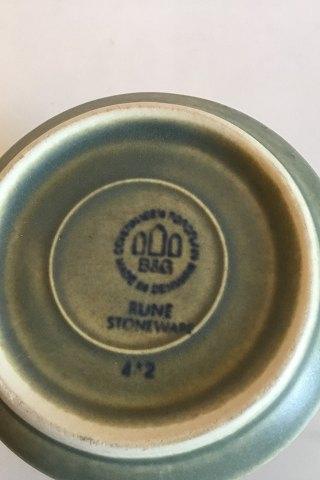 COPENHAGEN PORCELAIN
B&G
MADE IN DENMARK
RUNE
STONEWARE